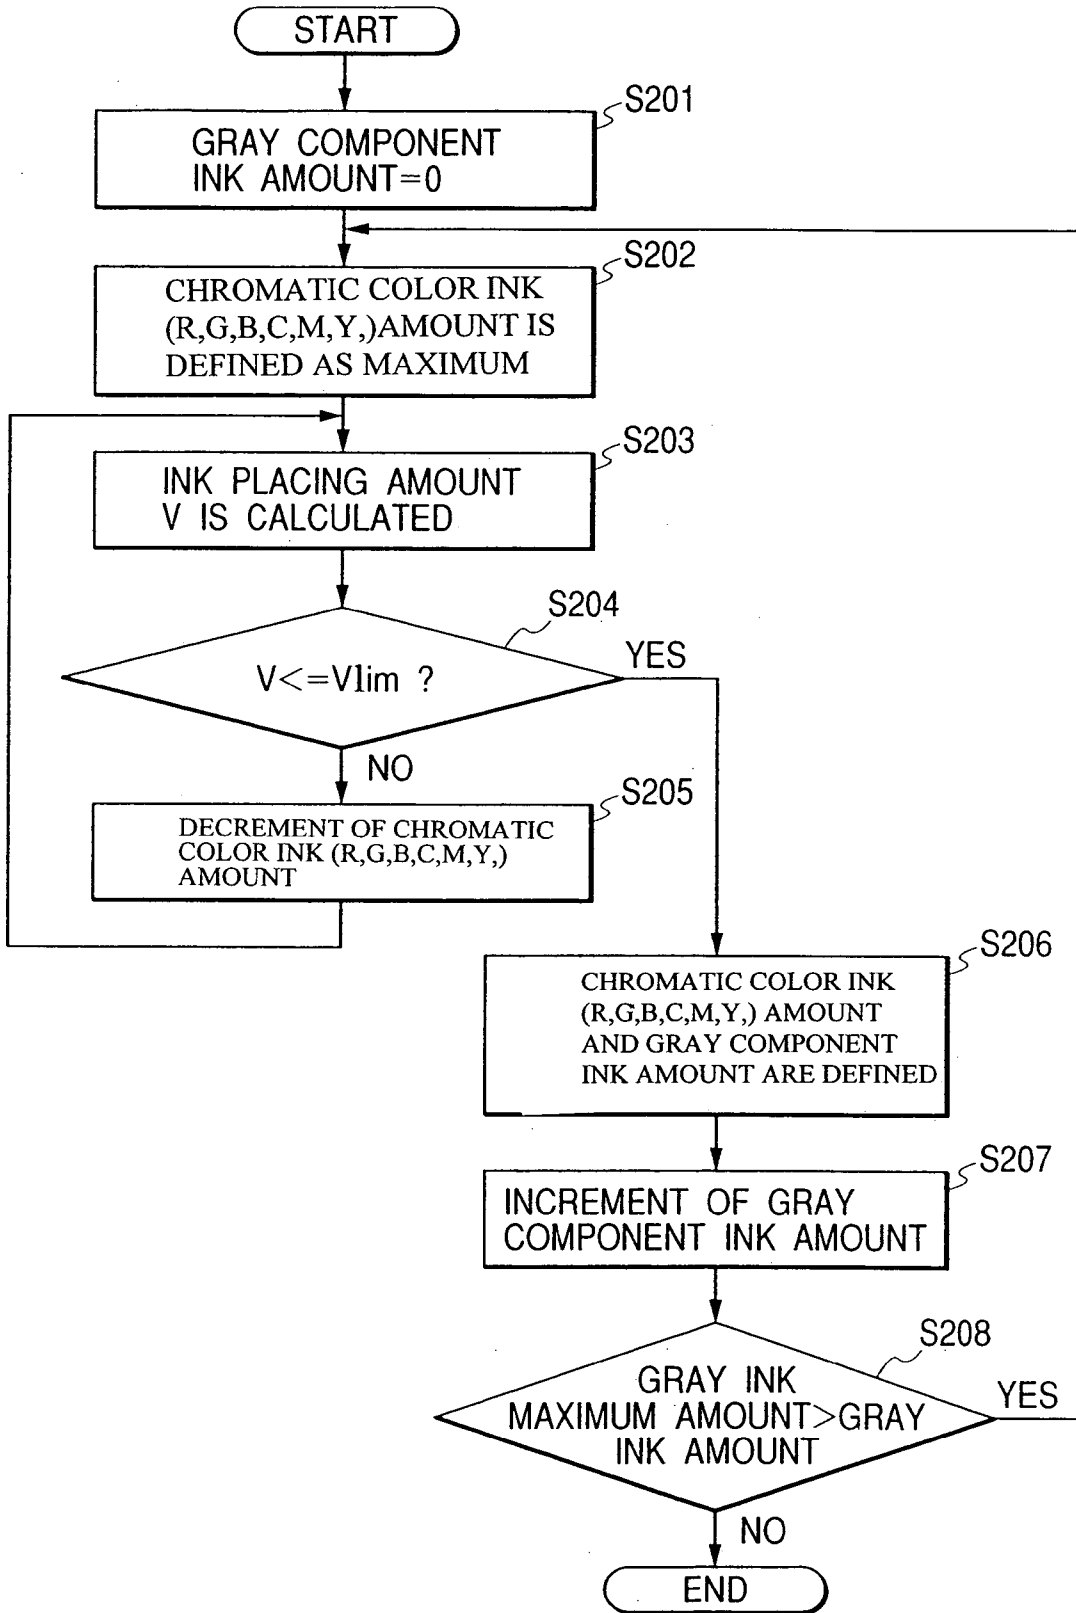 START
S201
GRAY COMPONENT
INK AMOUNT=0
S202
CHROMATIC COLOR INK
(R,G,B,C,M,Y,)AMOUNT IS
DEFINED AS MAXIMUM
S203
INK PLACING AMOUNT
V IS CALCULATED
S204
V<=Vlim ?
YES
NO
S205
DECREMENT OF CHROMATIC
COLOR INK (R,G,B,C,M,Y,)
AMOUNT
S206
CHROMATIC COLOR INK
(R,G,B,C,M,Y,) AMOUNT
AND GRAY COMPONENT
INK AMOUNT ARE DEFINED
S207
INCREMENT OF GRAY
COMPONENT INK AMOUNT
S208
GRAY INK
MAXIMUM AMOUNT>GRAY
INK AMOUNT
YES
NO
END